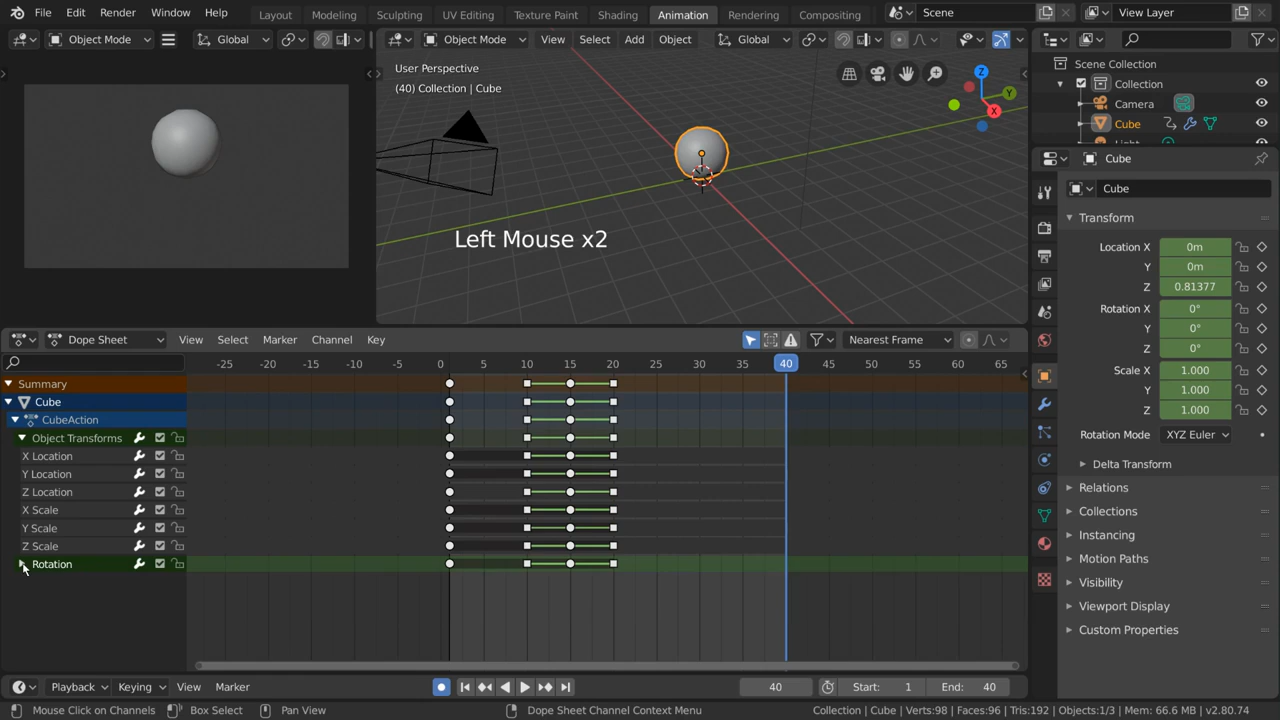 File Edit Render Window Help Layout Modeling Sculpting UV Editing Texture Paint Shading Animation Rendering Compositing Scene View Layer
Object Mode Global Object Mode View Select Add Object Global
Scene Collection
Collection
Camera
Cube
User Perspective
(40) Collection | Cube
Z
Y
X
Left Mouse x2
Cube
Cube
Transform
Location X 0m
Y 0m
Z 0.81377
Rotation X 0°
Y 0°
Z 0°
Scale X 1.000
Y 1.000
Z 1.000
Rotation Mode XYZ Euler
Delta Transform
Relations
Collections
Instancing
Motion Paths
Visibility
Viewport Display
Custom Properties
Dope Sheet View Select Marker Channel Key Nearest Frame
-25 -20 -15 -10 -5 0 5 10 15 20 25 30 35 40 45 50 55 60 65
Summary
Cube
CubeAction
Object Transforms
X Location
Y Location
Z Location
X Scale
Y Scale
Z Scale
Rotation
Playback Keying View Marker 40 Start: 1 End: 40
Mouse Click on Channels Box Select Pan View Dope Sheet Channel Context Menu Collection | Cube | Verts:98 | Faces:96 | Tris:192 | Objects:1/3 | Mem: 66.6 MB | v2.80.74